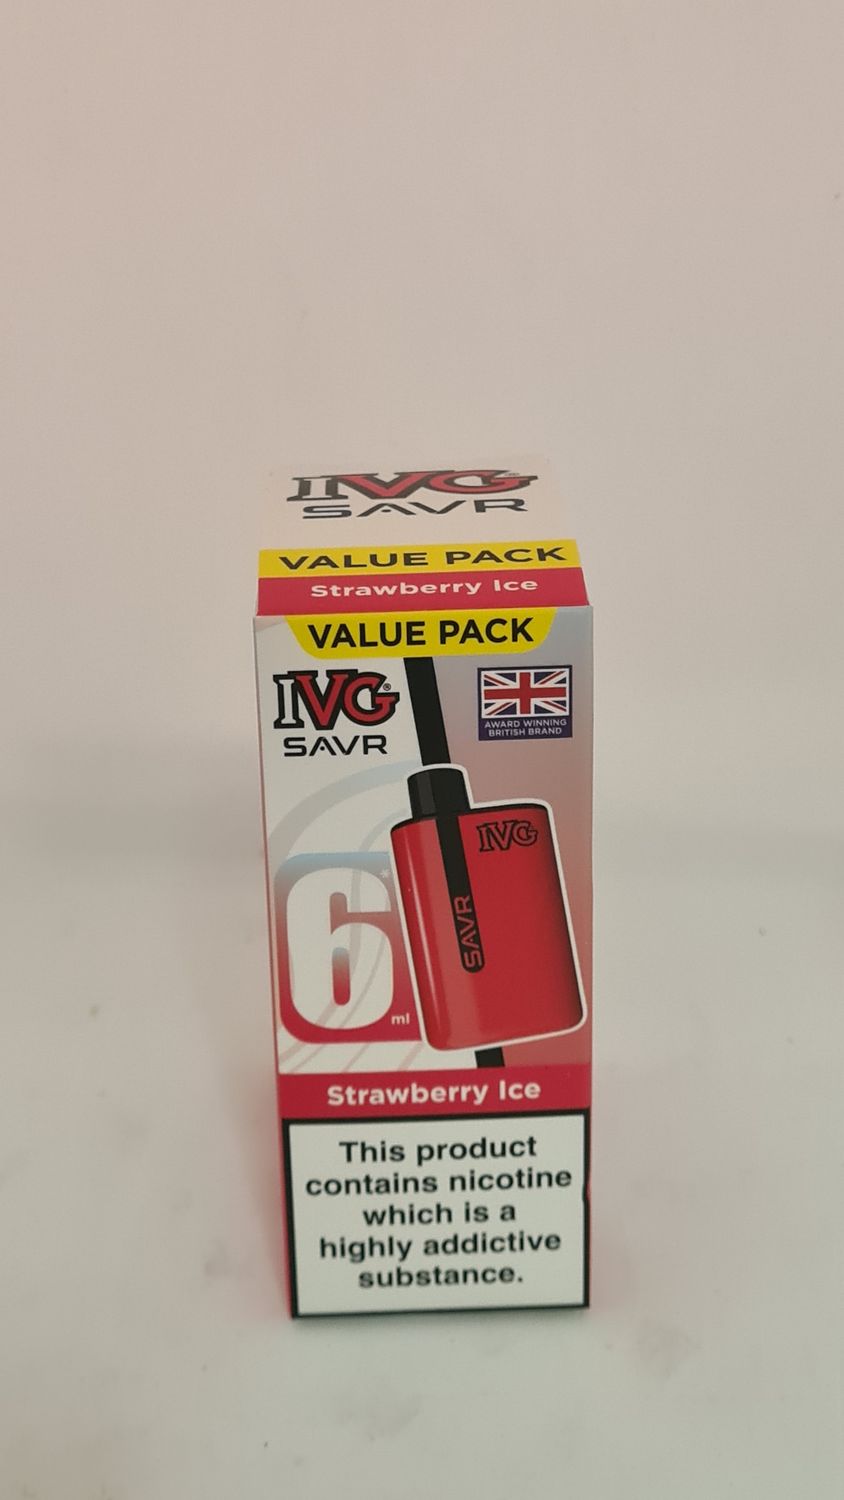 IVG
SAVR
VALUE PACK
Strawberry Ice
VALUE PACK
IVG®
SAVR
AWARD WINNING
BRITISH BRAND
IVG
SAVR
6*
ml
Strawberry Ice
This product
contains nicotine
which is a
highly addictive
substance.